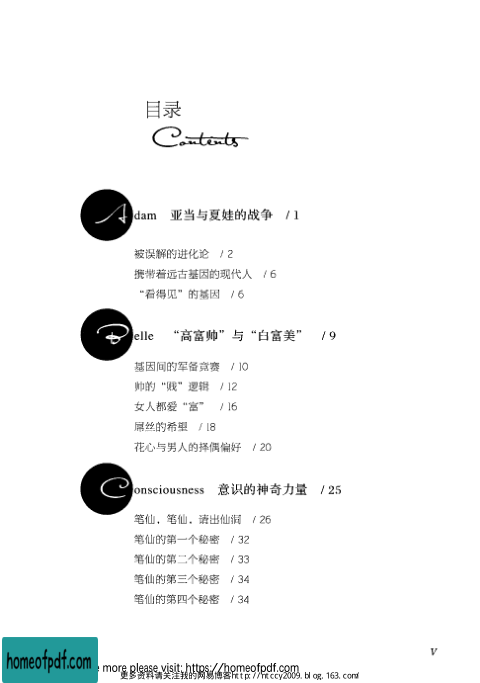 目录
Contents
Adam 亚当与夏娃的战争 / 1
被误解的进化论 / 2
携带着远古基因的现代人 / 6
“看得见”的基因 / 6
Belle “高富帅”与“白富美” / 9
基因间的军备竞赛 / 10
帅的“贱”逻辑 / 12
女人都爱“富” / 16
屌丝的希望 / 18
花心与男人的择偶偏好 / 20
Consciousness 意识的神奇力量 / 25
笔仙，笔仙，请出仙洞 / 26
笔仙的第一个秘密 / 32
笔仙的第二个秘密 / 33
笔仙的第三个秘密 / 34
笔仙的第四个秘密 / 34
V
homeofpdf.com
more please visit: https://homeofpdf.com
更多资料请关注我的网易博客http://ntccy2009.blog.163.com/